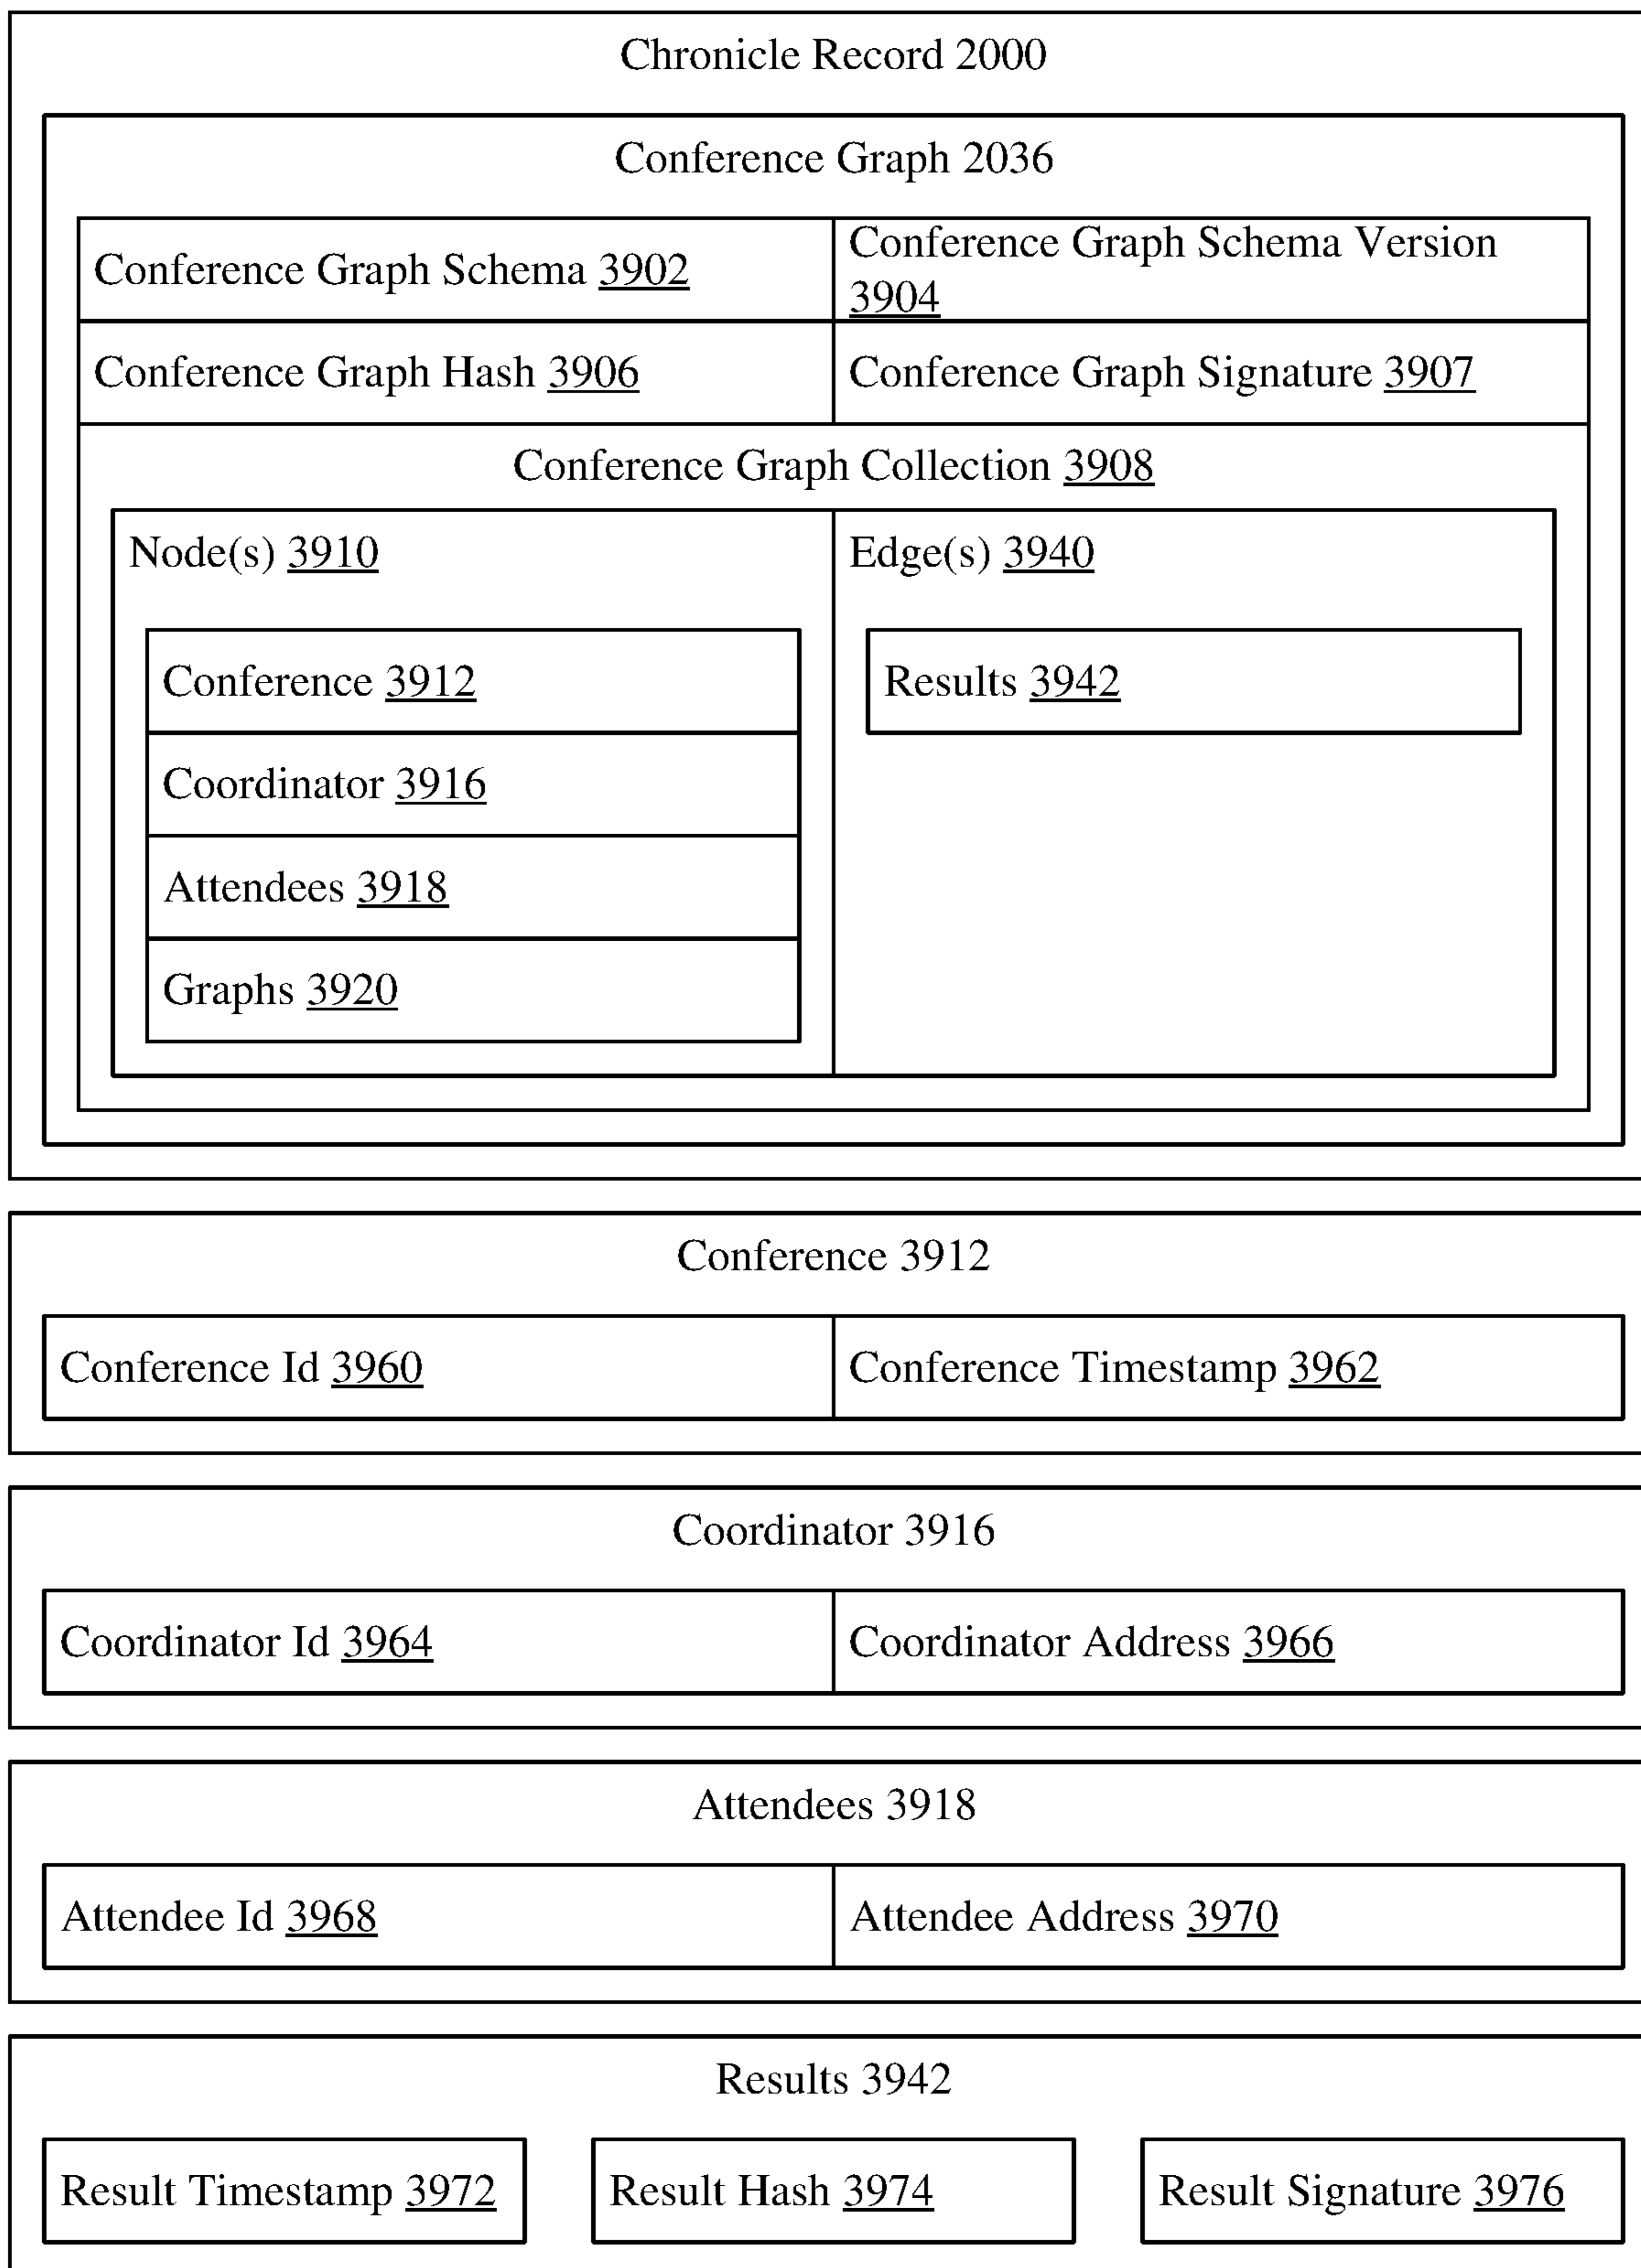 Chronicle Record 2000
Conference Graph 2036
Conference Graph Schema 3902
Conference Graph Schema Version
3904
Conference Graph Hash 3906
Conference Graph Signature 3907
Conference Graph Collection 3908
Node(s) 3910
Edge(s) 3940
Conference 3912
Results 3942
Coordinator 3916
Attendees 3918
Graphs 3920
Conference 3912
Conference Id 3960
Conference Timestamp 3962
Coordinator 3916
Coordinator Id 3964
Coordinator Address 3966
Attendees 3918
Attendee Id 3968
Attendee Address 3970
Results 3942
Result Timestamp 3972
Result Hash 3974
Result Signature 3976